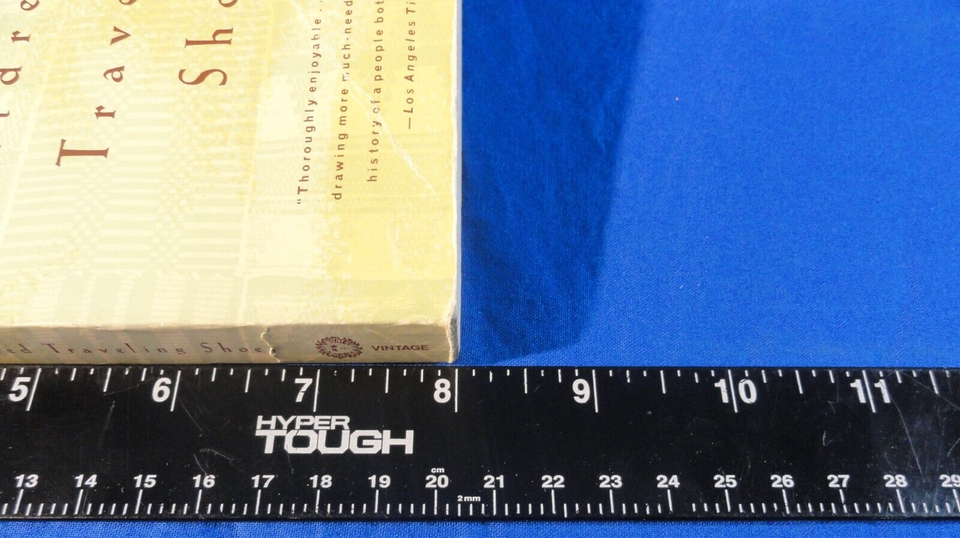 Trave
Sho
"Thoroughly enjoyable...
drawing more much-need
history of a people bot
—Los Angeles Ti
ed Traveling Shoes
VINTAGE
5 6 7 8 9 10 11
HYPER
TOUGH
cm
13 14 15 16 17 18 19 20 21 22 23 24 25 26 27 28 29
2mm